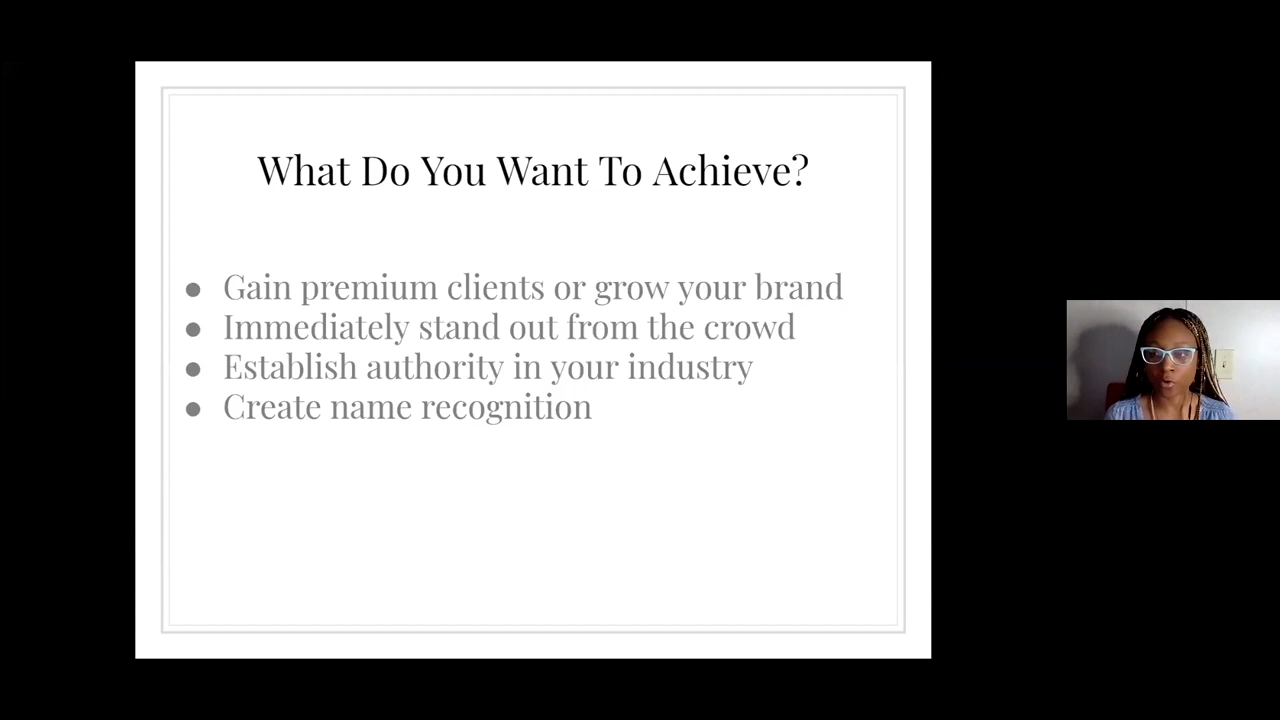 What Do You Want To Achieve?
● Gain premium clients or grow your brand
● Immediately stand out from the crowd
● Establish authority in your industry
● Create name recognition